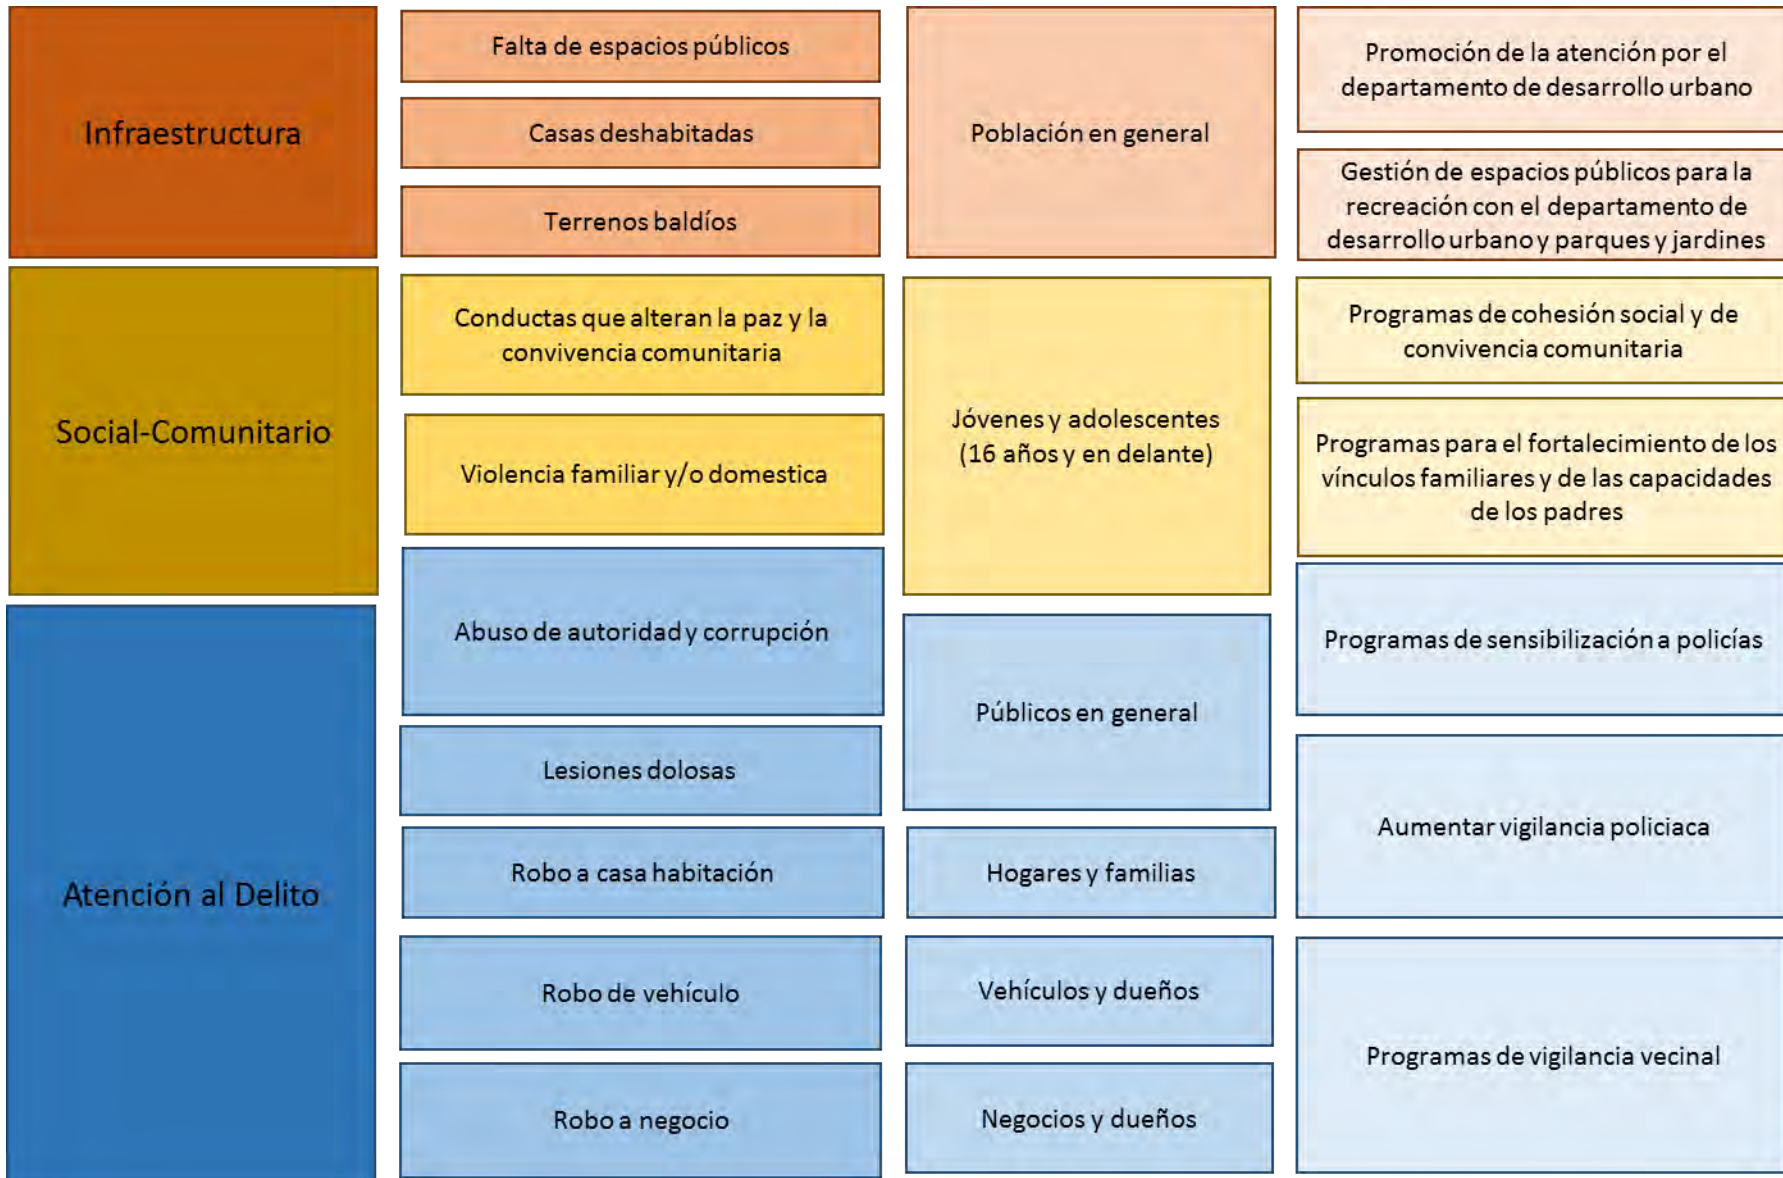 Infraestructura
Falta de espacios públicos
Casas deshabitadas
Terrenos baldíos
Población en general
Promoción de la atención por el
departamento de desarrollo urbano
Gestión de espacios públicos para la
recreación con el departamento de
desarrollo urbano y parques y jardines
Social-Comunitario
Conductas que alteran la paz y la
convivencia comunitaria
Violencia familiar y/o domestica
Jóvenes y adolescentes
(16 años y en delante)
Programas de cohesión social y de
convivencia comunitaria
Programas para el fortalecimiento de los
vínculos familiares y de las capacidades
de los padres
Atención al Delito
Abuso de autoridad y corrupción
Lesiones dolosas
Robo a casa habitación
Robo de vehículo
Robo a negocio
Públicos en general
Hogares y familias
Vehículos y dueños
Negocios y dueños
Programas de sensibilización a policías
Aumentar vigilancia policiaca
Programas de vigilancia vecinal